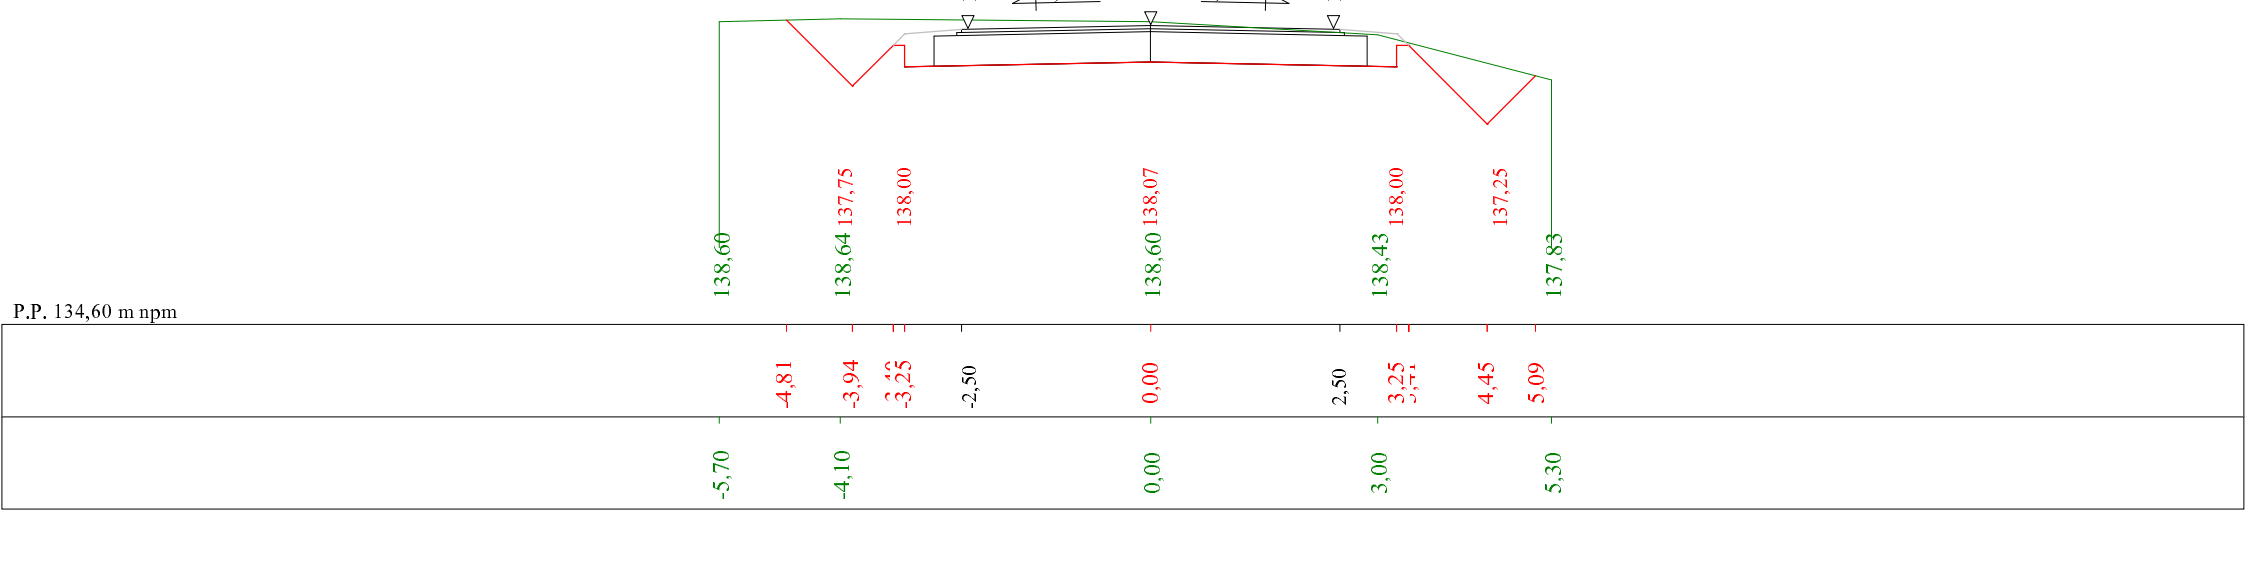 137,75 138,00 138,07 138,00 137,25
138,60 138,64 138,60 138,43 137,83
P.P. 134,60 m npm
-4,81 -3,94 -3,25 -2,50 0,00 2,50 3,25 4,45 5,09
-5,70 -4,10 0,00 3,00 5,30